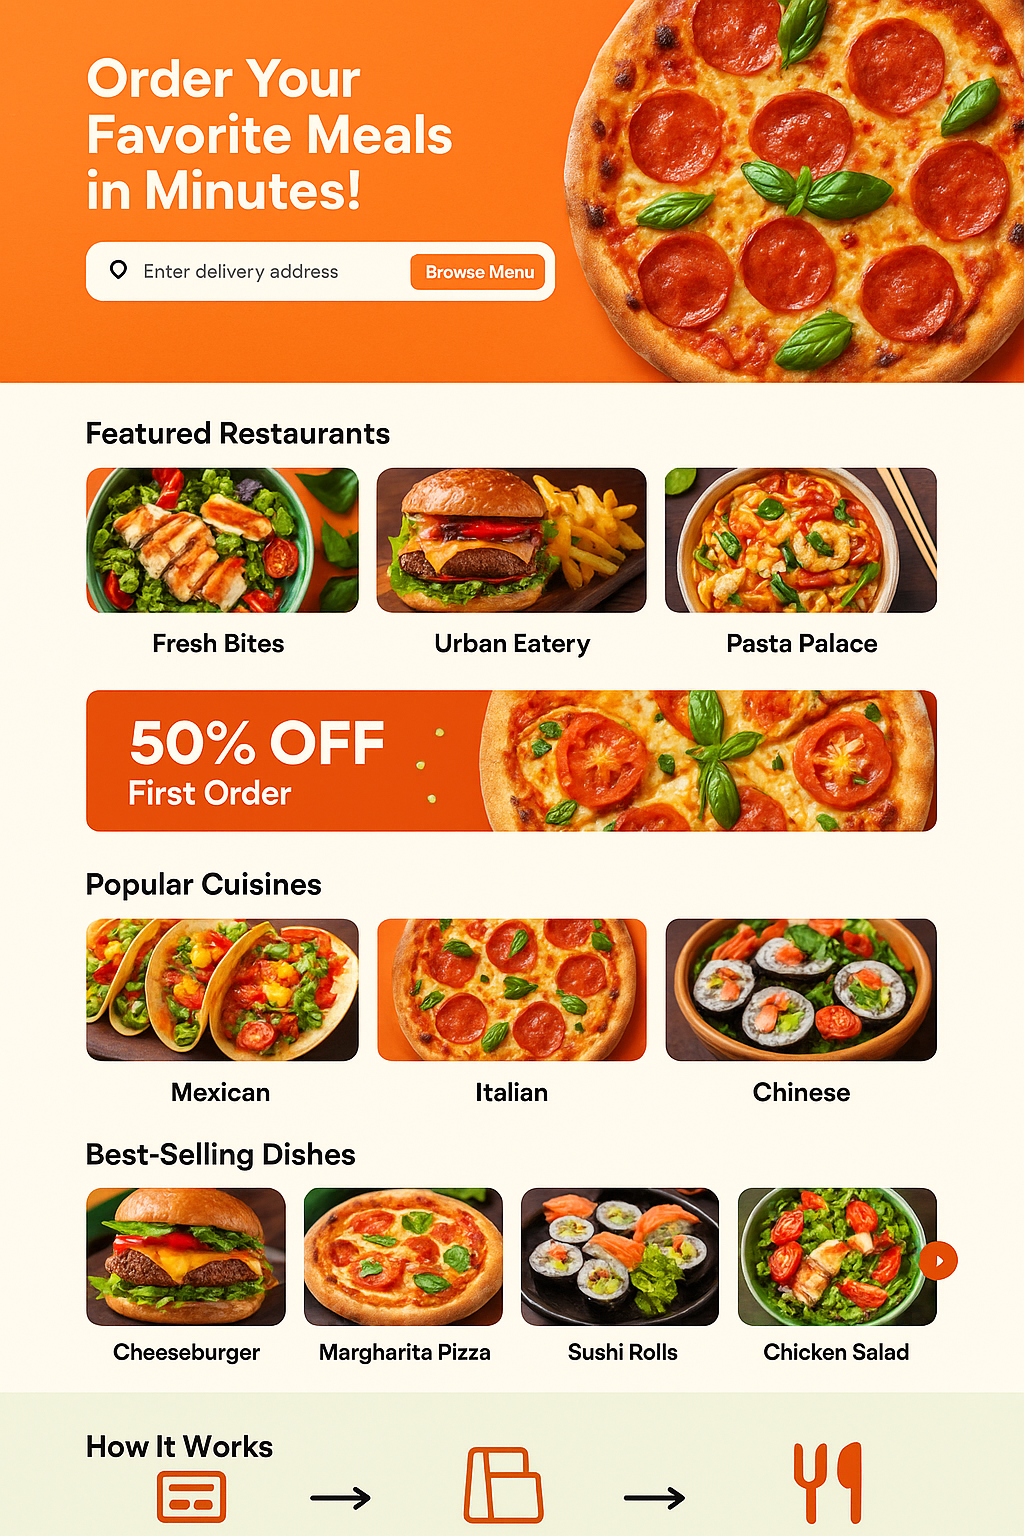 Order Your
Favorite Meals
in Minutes!
Enter delivery address
Browse Menu
Featured Restaurants
Fresh Bites
Urban Eatery
Pasta Palace
50% OFF
First Order
Popular Cuisines
Mexican
Italian
Chinese
Best-Selling Dishes
Cheeseburger
Margharita Pizza
Sushi Rolls
Chicken Salad
How It Works